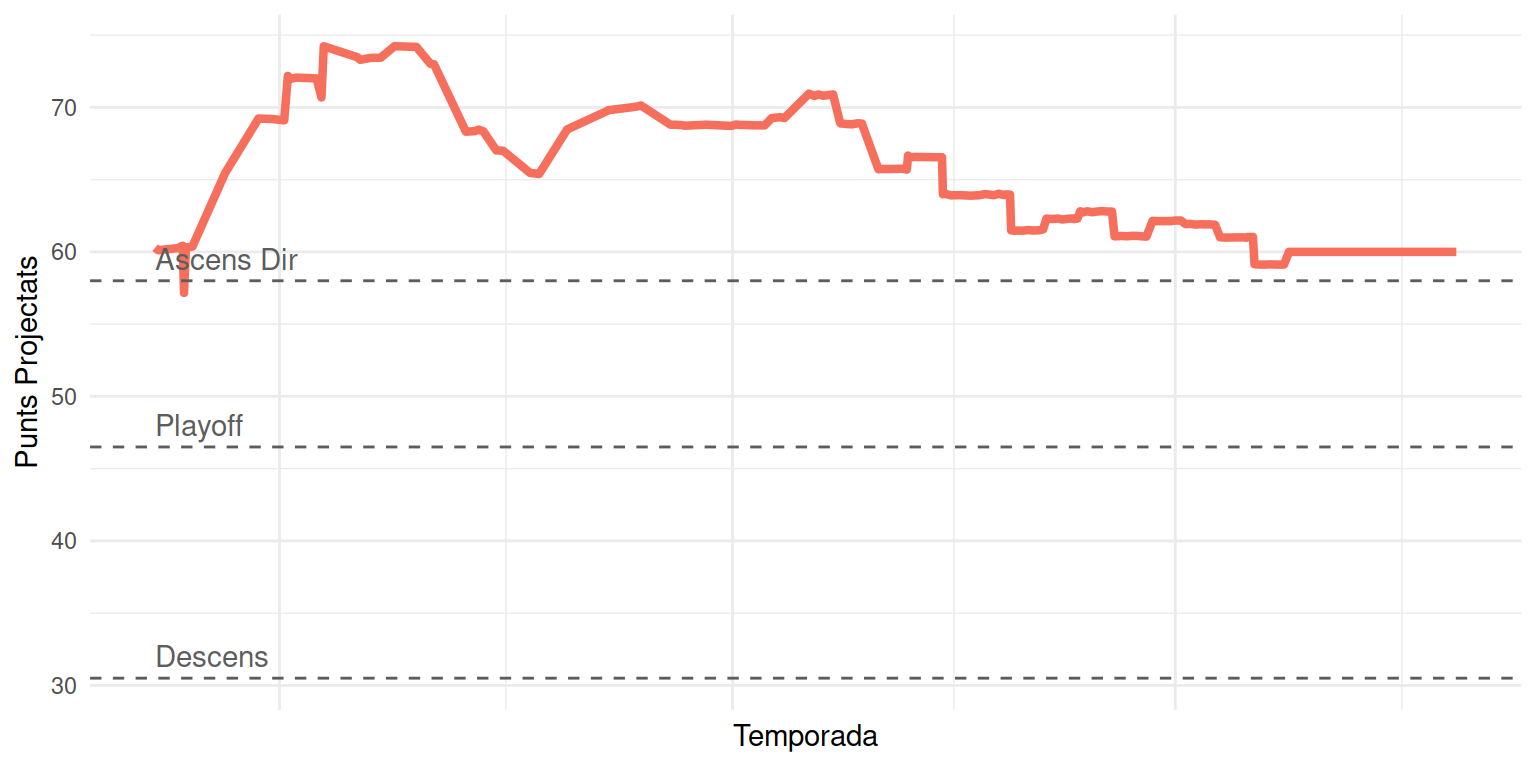 Punts Projectats
70
60
50
40
30
Ascens Dir
Playoff
Descens
Temporada